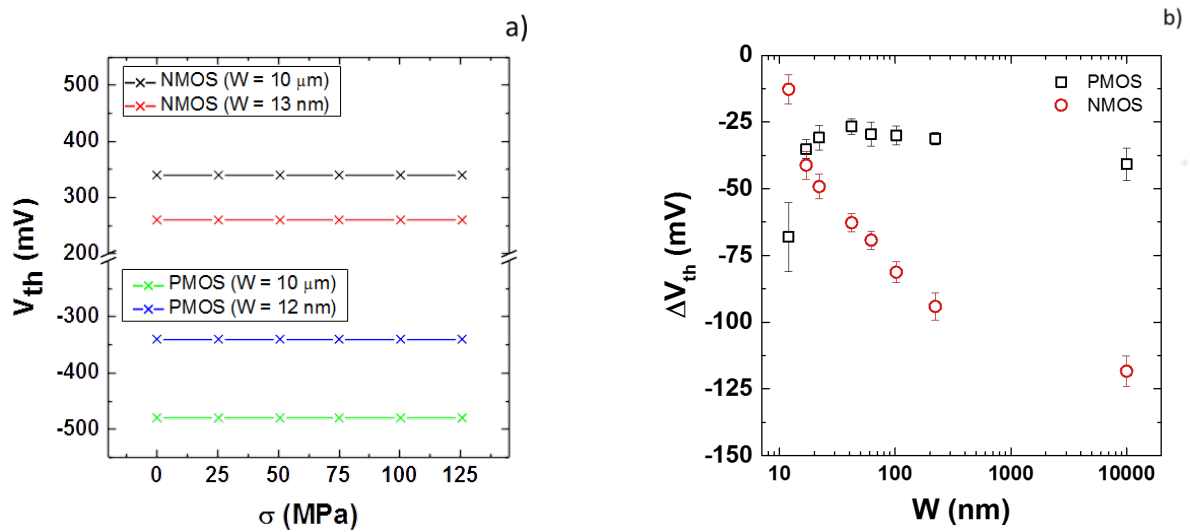 a)
NMOS (W = 10 μm)
NMOS (W = 13 nm)
PMOS (W = 10 μm)
PMOS (W = 12 nm)
500
400
300
200
-300
-350
-400
-450
-500
Vth (mV)
0 25 50 75 100 125
σ (MPa)
b)
PMOS
NMOS
0
-25
-50
-75
-100
-125
-150
ΔVth (mV)
10 100 1000 10000
W (nm)